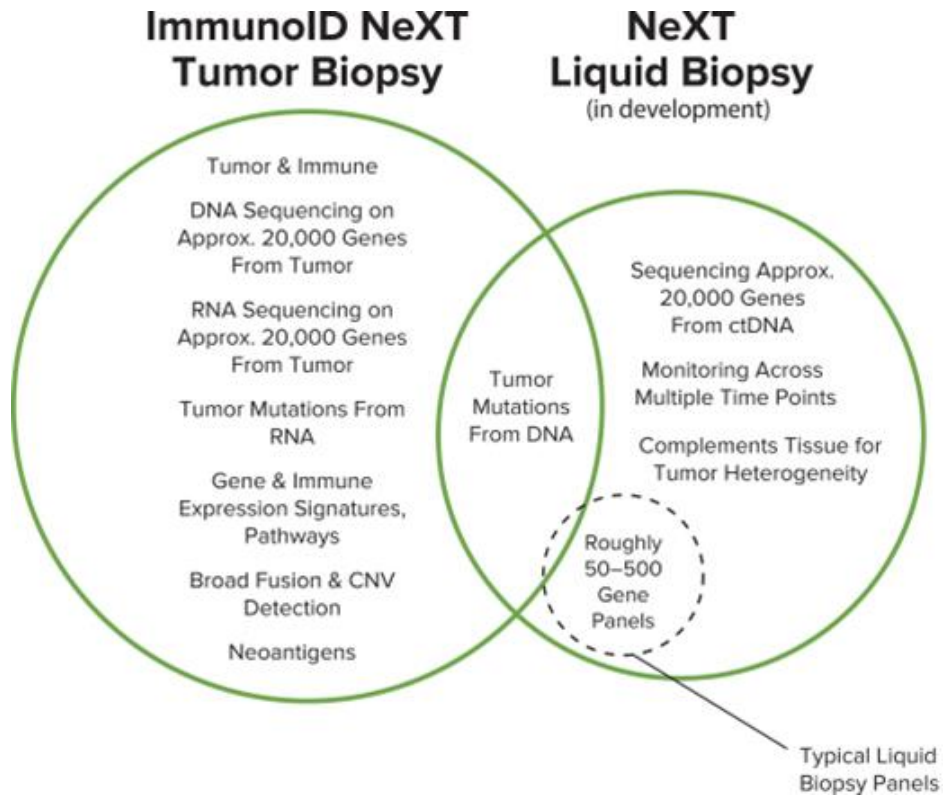 ImmunoID NeXT
Tumor Biopsy
NeXT
Liquid Biopsy
(in development)
Tumor & Immune
DNA Sequencing on
Approx. 20,000 Genes
From Tumor
RNA Sequencing on
Approx. 20,000 Genes
From Tumor
Tumor Mutations From
RNA
Gene & Immune
Expression Signatures,
Pathways
Broad Fusion & CNV
Detection
Neoantigens
Tumor
Mutations
From DNA
Sequencing Approx.
20,000 Genes
From ctDNA
Monitoring Across
Multiple Time Points
Complements Tissue for
Tumor Heterogeneity
Roughly
50–500
Gene
Panels
Typical Liquid
Biopsy Panels